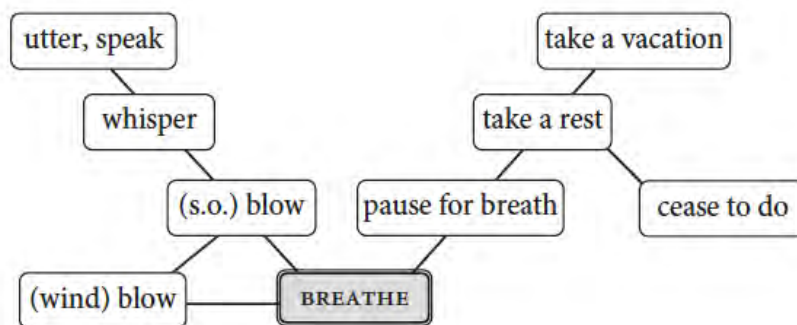 utter, speak
take a vacation
whisper
take a rest
(s.o.) blow
pause for breath
cease to do
(wind) blow
BREATHE